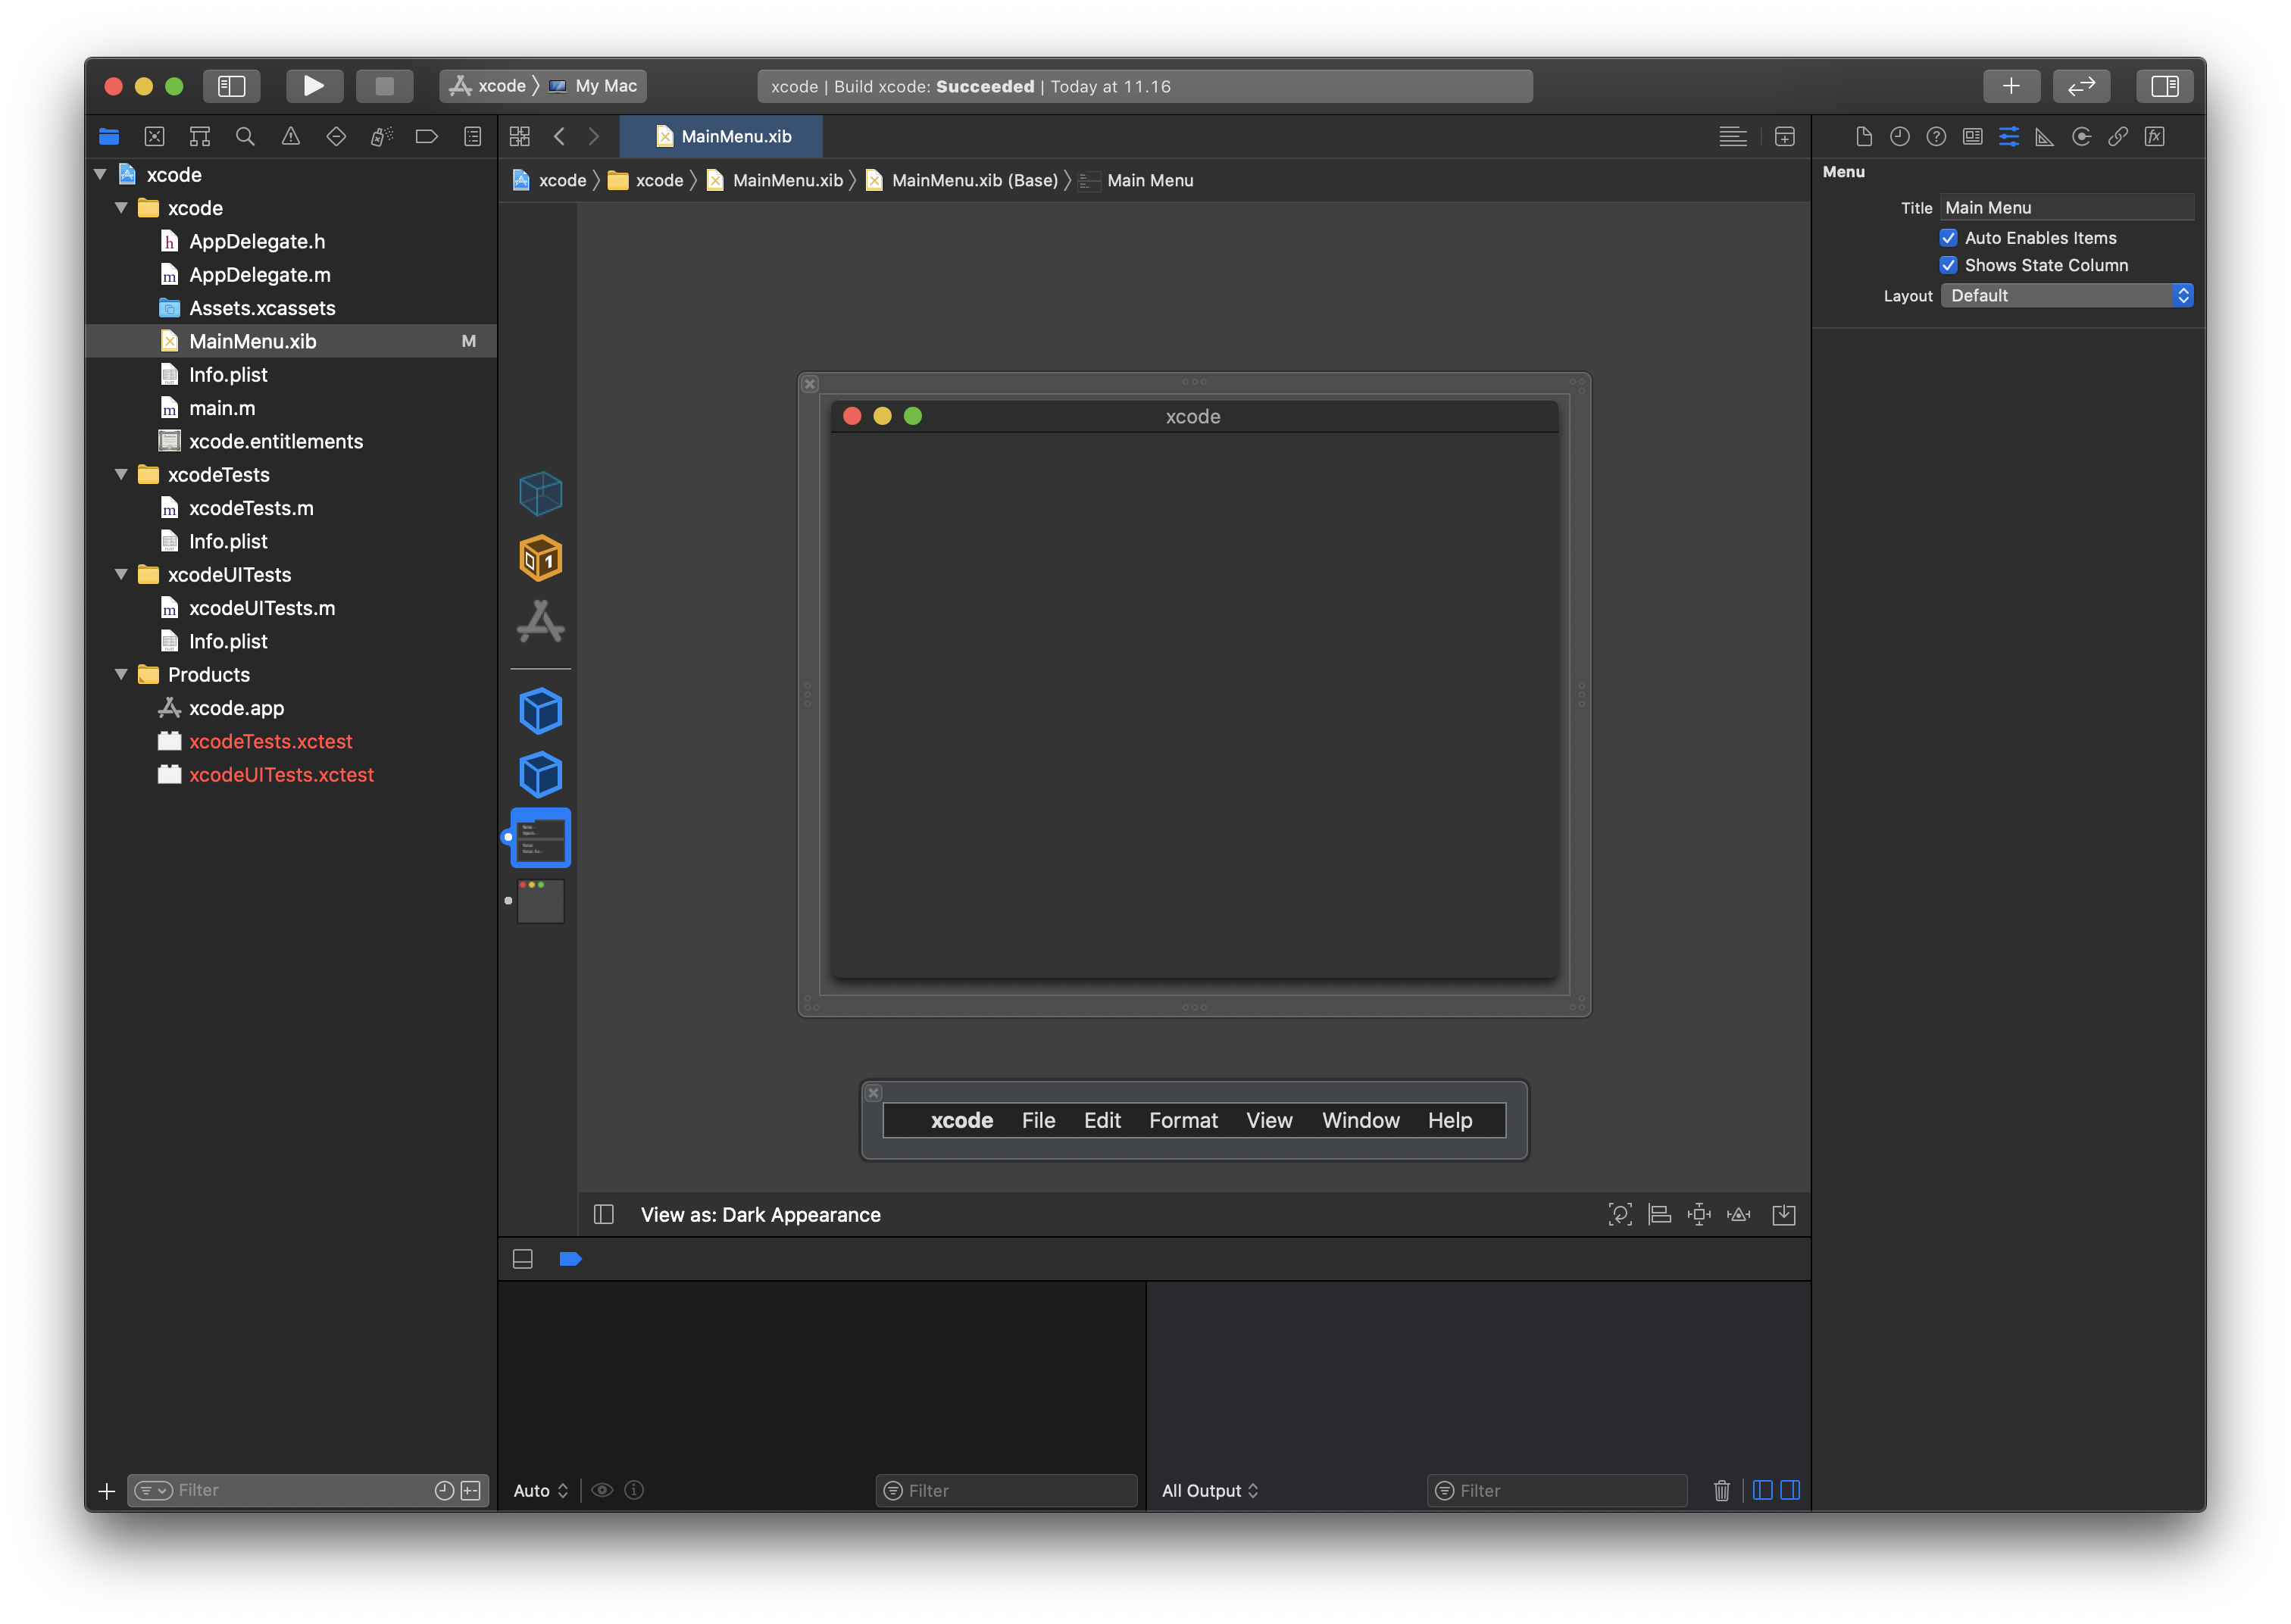 xcode My Mac
xcode | Build xcode: Succeeded | Today at 11.16
MainMenu.xib
xcode
xcode
AppDelegate.h
AppDelegate.m
Assets.xcassets
MainMenu.xib M
Info.plist
main.m
xcode.entitlements
xcodeTests
xcodeTests.m
Info.plist
xcodeUITests
xcodeUITests.m
Info.plist
Products
xcode.app
xcodeTests.xctest
xcodeUITests.xctest
Filter
xcode xcode MainMenu.xib MainMenu.xib (Base) Main Menu
xcode
xcode File Edit Format View Window Help
View as: Dark Appearance
Auto
Filter
All Output
Filter
Menu
Title Main Menu
Auto Enables Items
Shows State Column
Layout Default